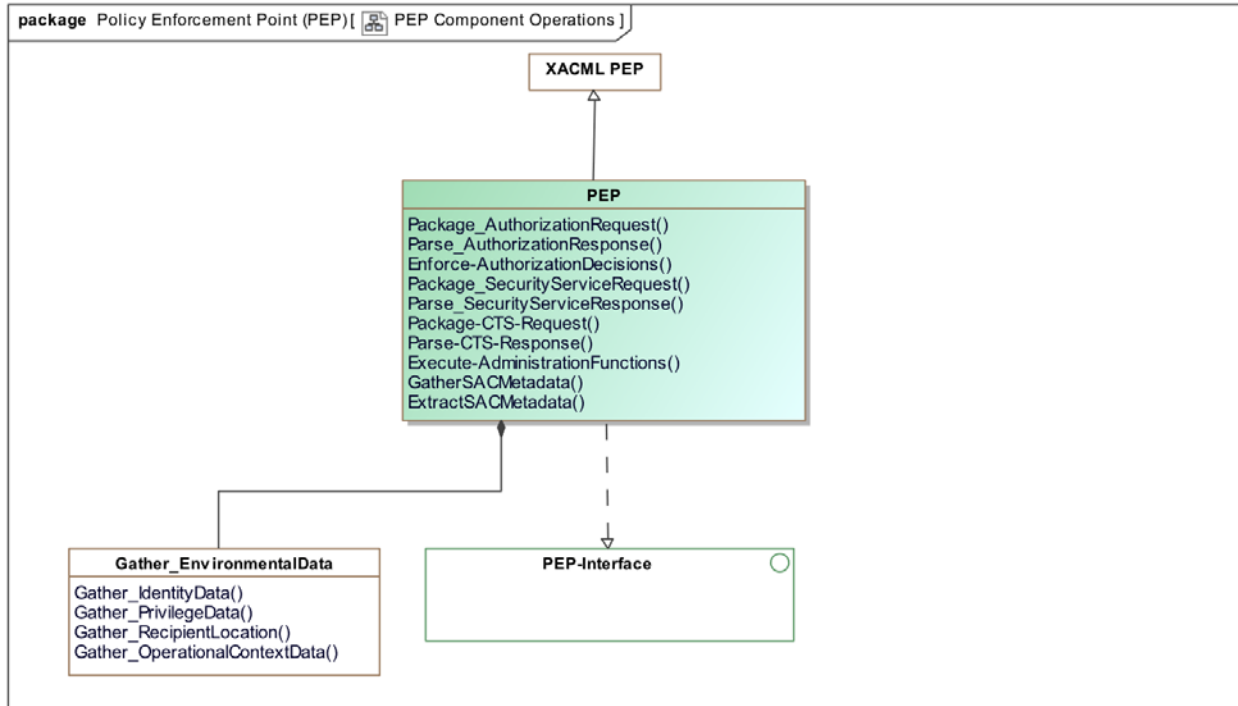 package Policy Enforcement Point (PEP) [ PEP Component Operations ]
XACML PEP
PEP
Package_AuthorizationRequest()
Parse_AuthorizationResponse()
Enforce-AuthorizationDecisions()
Package_SecurityServiceRequest()
Parse_SecurityServiceResponse()
Package-CTS-Request()
Parse-CTS-Response()
Execute-AdministrationFunctions()
GatherSACMetadata()
ExtractSACMetadata()
Gather_EnvironmentalData
Gather_IdentityData()
Gather_PrivilegeData()
Gather_RecipientLocation()
Gather_OperationalContextData()
PEP-Interface